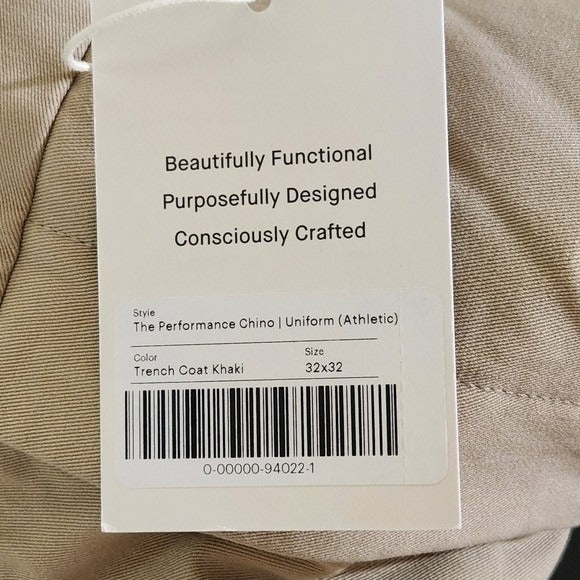 Beautifully Functional
Purposefully Designed
Consciously Crafted
Style
The Performance Chino | Uniform (Athletic)
Color Size
Trench Coat Khaki 32x32
0-00000-94022-1